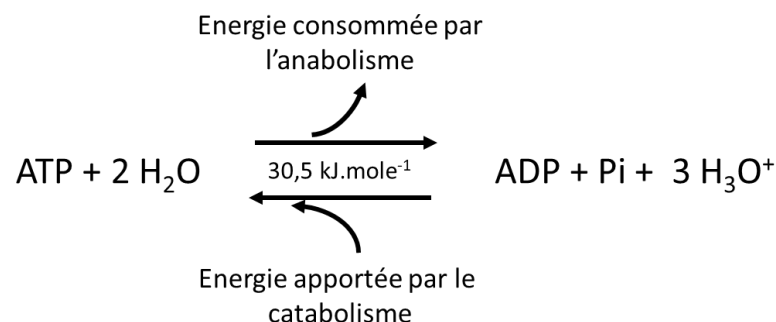 Energie consommée par
l'anabolisme
ATP + 2 H₂O
30,5 kJ.mole⁻¹
ADP + Pi + 3 H₃O⁺
Energie apportée par le
catabolisme